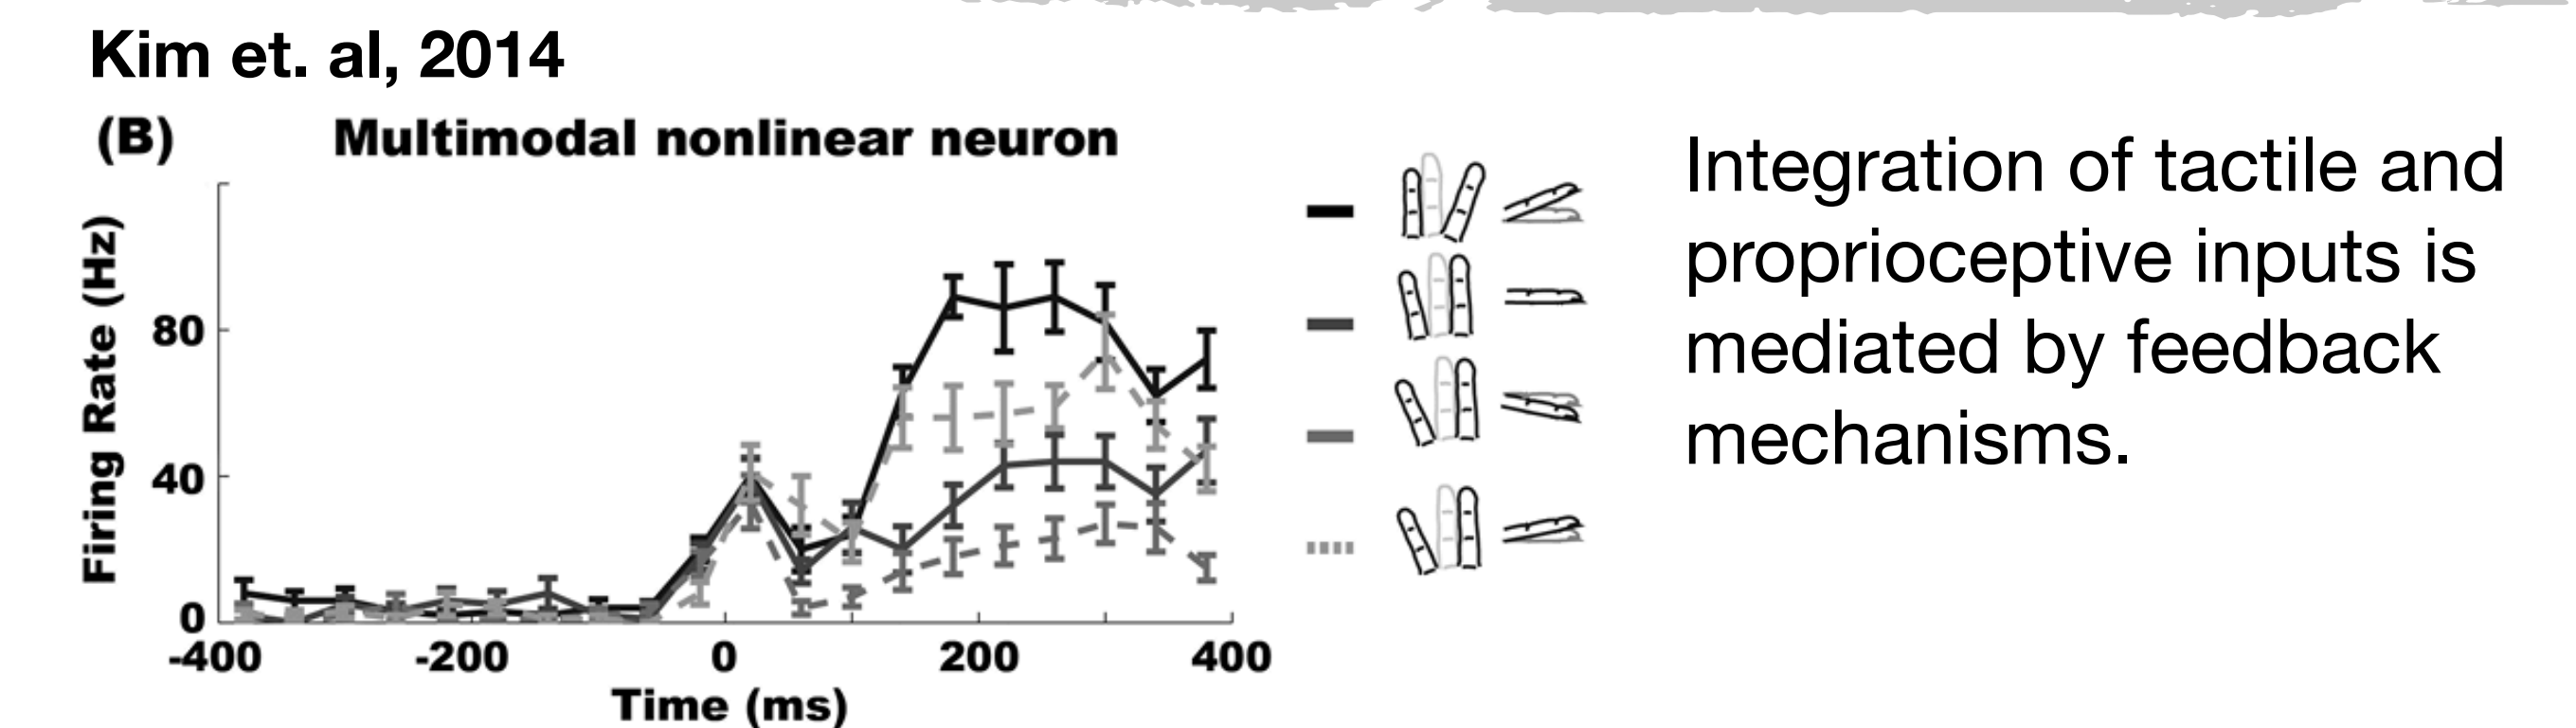 Kim et. al, 2014
(B) Multimodal nonlinear neuron
Integration of tactile and
proprioceptive inputs is
mediated by feedback
mechanisms.
Firing Rate (Hz)
80
40
0
-400 -200 0 200 400
Time (ms)